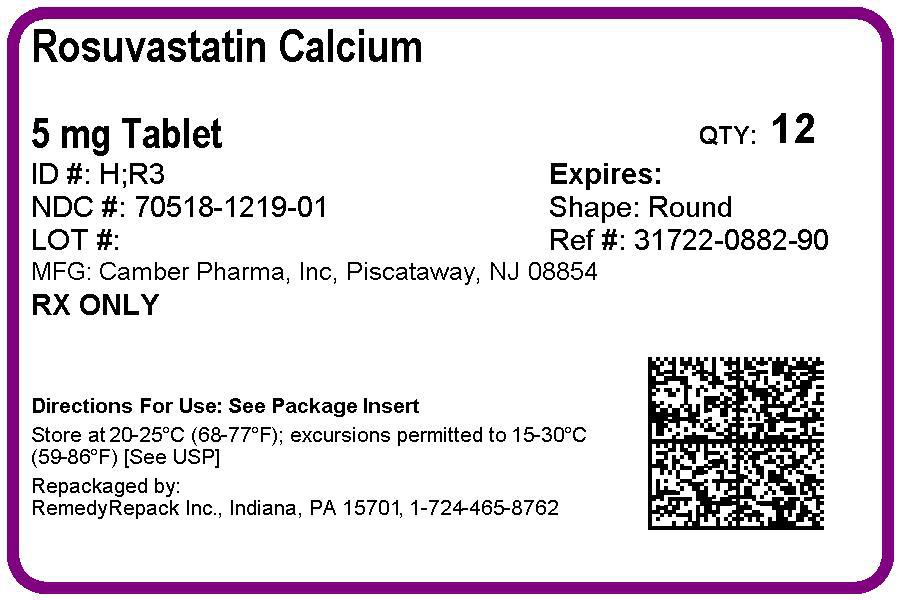 Rosuvastatin Calcium
5 mg Tablet
QTY: 12
ID #: H;R3
Expires:
NDC #: 70518-1219-01
Shape: Round
LOT #:
Ref #: 31722-0882-90
MFG: Camber Pharma, Inc, Piscataway, NJ 08854
RX ONLY
Directions For Use: See Package Insert
Store at 20-25°C (68-77°F); excursions permitted to 15-30°C
(59-86°F) [See USP]
Repackaged by:
RemedyRepack Inc., Indiana, PA 15701, 1-724-465-8762